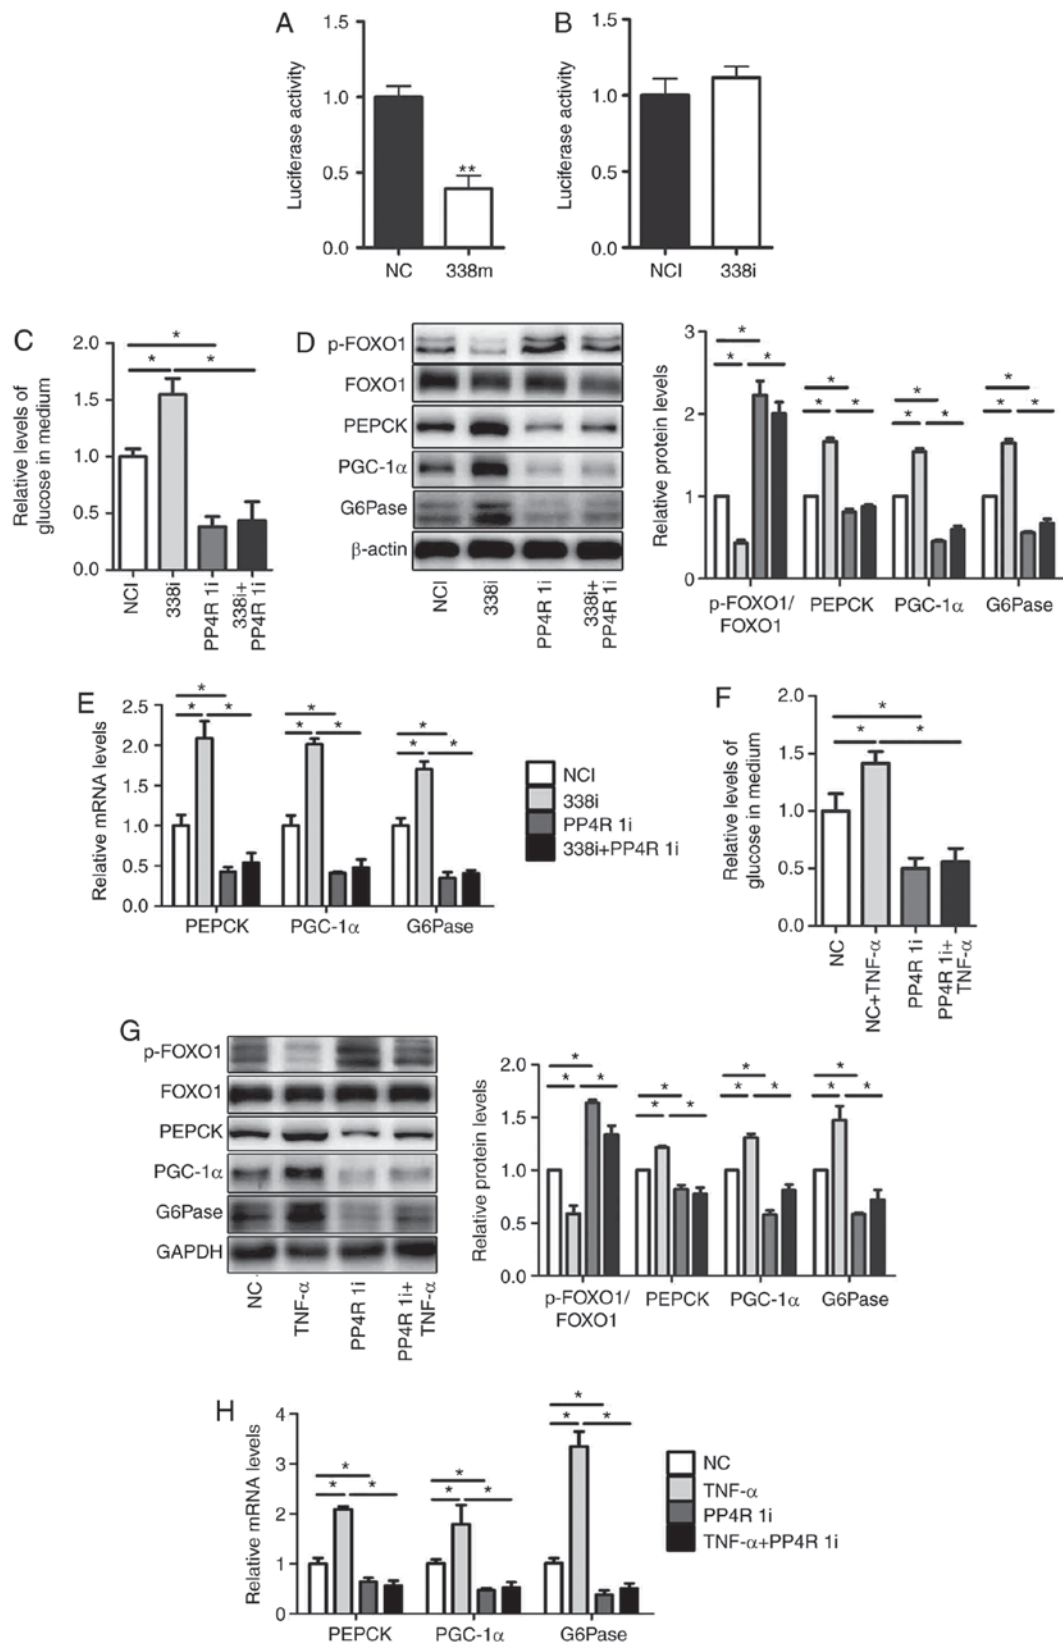 A
Luciferase activity
1.5
1.0
0.5
0.0
**
NC
338m
B
Luciferase activity
1.5
1.0
0.5
0.0
NCI
338i
C
Relative levels of
glucose in medium
2.0
1.5
1.0
0.5
0.0
*
*
*
NCI
338i
PP4R 1i
338i+
PP4R 1i
D
p-FOXO1
FOXO1
PEPCK
PGC-1α
G6Pase
β-actin
NCI
338i
PP4R 1i
338i+
PP4R 1i
Relative protein levels
3
2
1
0
*
* *
*
* *
*
* *
*
* *
p-FOXO1/
FOXO1
PEPCK
PGC-1α
G6Pase
E
Relative mRNA levels
2.5
2.0
1.5
1.0
0.5
0.0
*
* *
*
* *
*
* *
PEPCK
PGC-1α
G6Pase
NCI
338i
PP4R 1i
338i+PP4R 1i
F
Relative levels of
glucose in medium
2.0
1.5
1.0
0.5
0.0
*
* *
NC
NC+TNF-α
PP4R 1i
PP4R 1i+
TNF-α
G
p-FOXO1
FOXO1
PEPCK
PGC-1α
G6Pase
GAPDH
NC
TNF-α
PP4R 1i
PP4R 1i+
TNF-α
Relative protein levels
2.0
1.5
1.0
0.5
0.0
*
* *
*
* *
*
* *
*
* *
p-FOXO1/
FOXO1
PEPCK
PGC-1α
G6Pase
H
Relative mRNA levels
4
3
2
1
0
*
* *
*
* *
*
* *
PEPCK
PGC-1α
G6Pase
NC
TNF-α
PP4R 1i
TNF-α+PP4R 1i